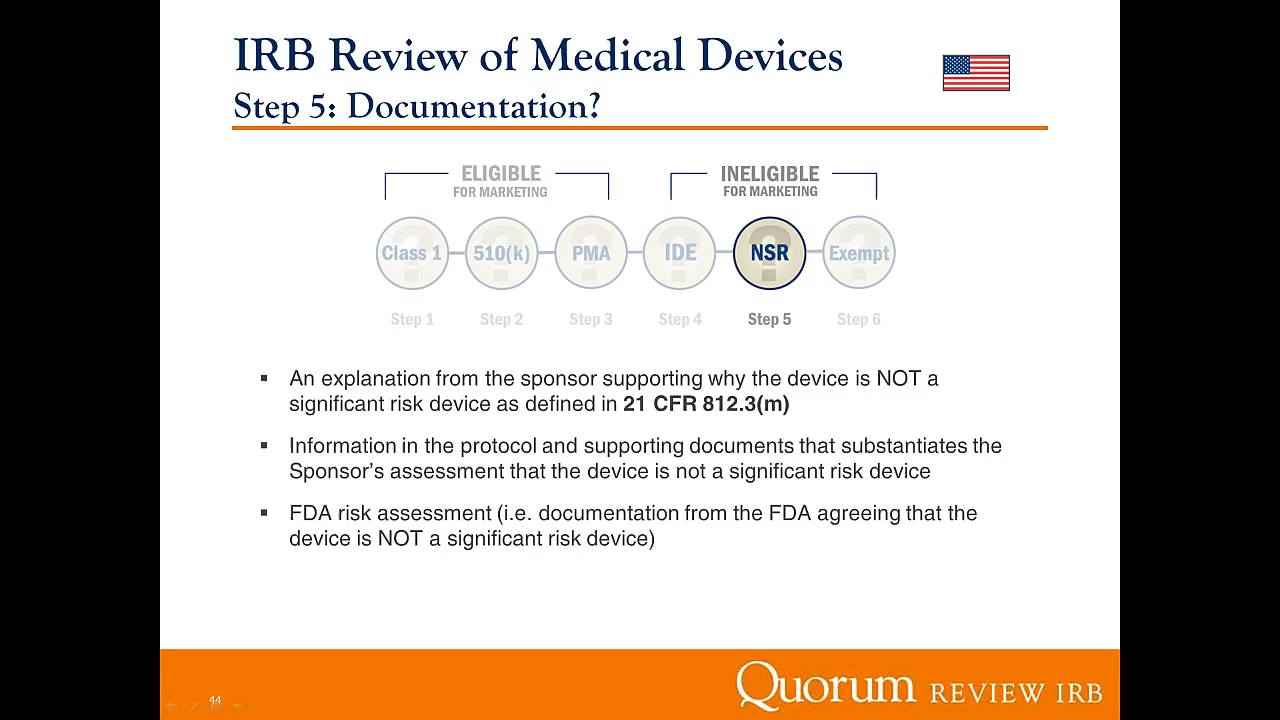 IRB Review of Medical Devices
Step 5: Documentation?
ELIGIBLE
FOR MARKETING
INELIGIBLE
FOR MARKETING
Class 1
510(k)
PMA
IDE
NSR
Exempt
Step 1
Step 2
Step 3
Step 4
Step 5
Step 6
▪ An explanation from the sponsor supporting why the device is NOT a
significant risk device as defined in 21 CFR 812.3(m)
▪ Information in the protocol and supporting documents that substantiates the
Sponsor’s assessment that the device is not a significant risk device
▪ FDA risk assessment (i.e. documentation from the FDA agreeing that the
device is NOT a significant risk device)
44
Quorum REVIEW IRB